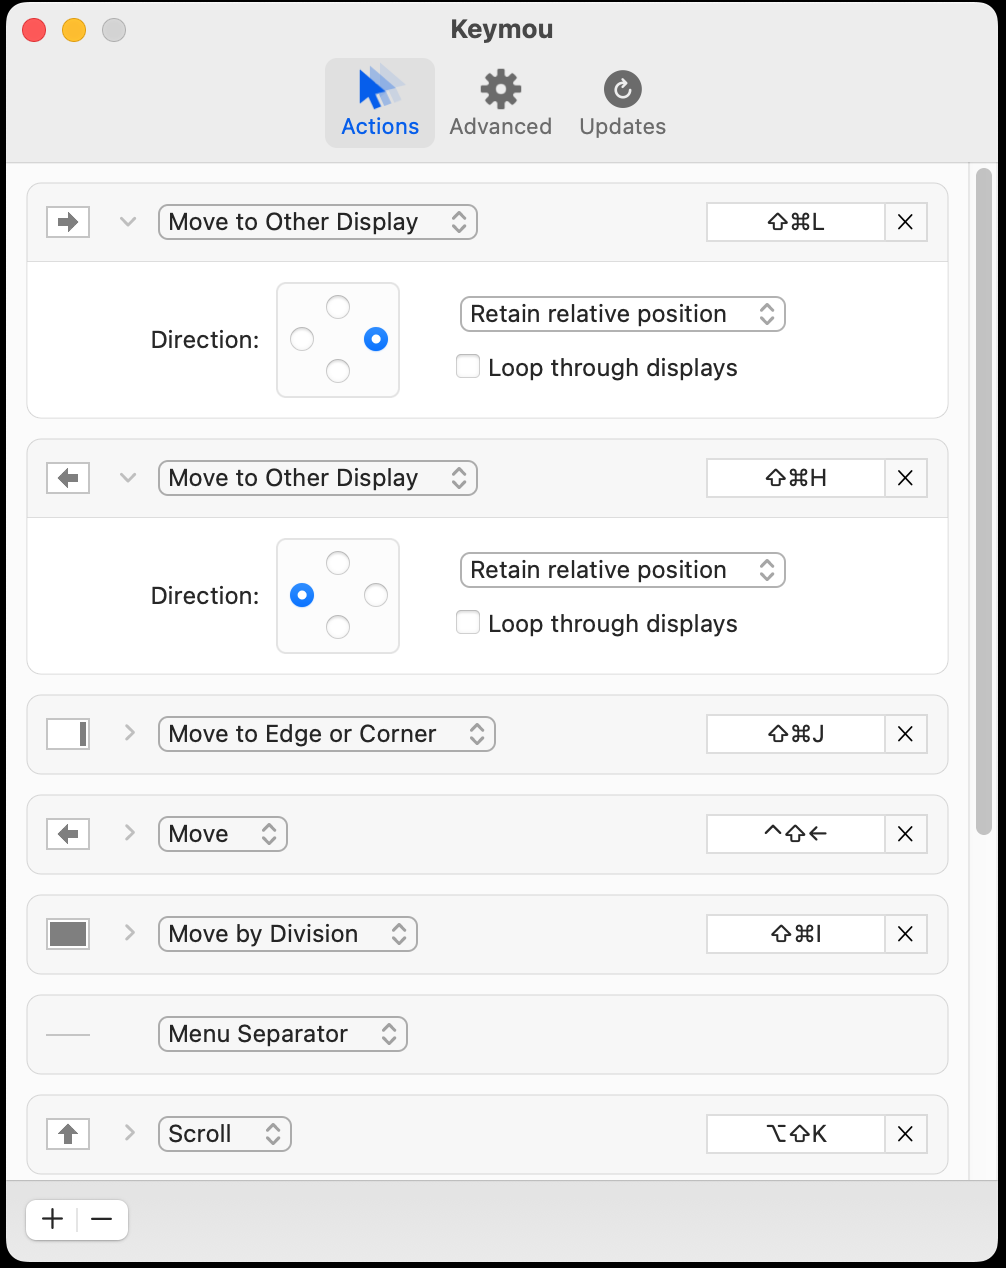 Keymou
Actions Advanced Updates
Move to Other Display ⇧⌘L
Retain relative position
Direction:
Loop through displays
Move to Other Display ⇧⌘H
Retain relative position
Direction:
Loop through displays
Move to Edge or Corner ⇧⌘J
Move ^⇧←
Move by Division ⇧⌘I
Menu Separator
Scroll ⌥⇧K